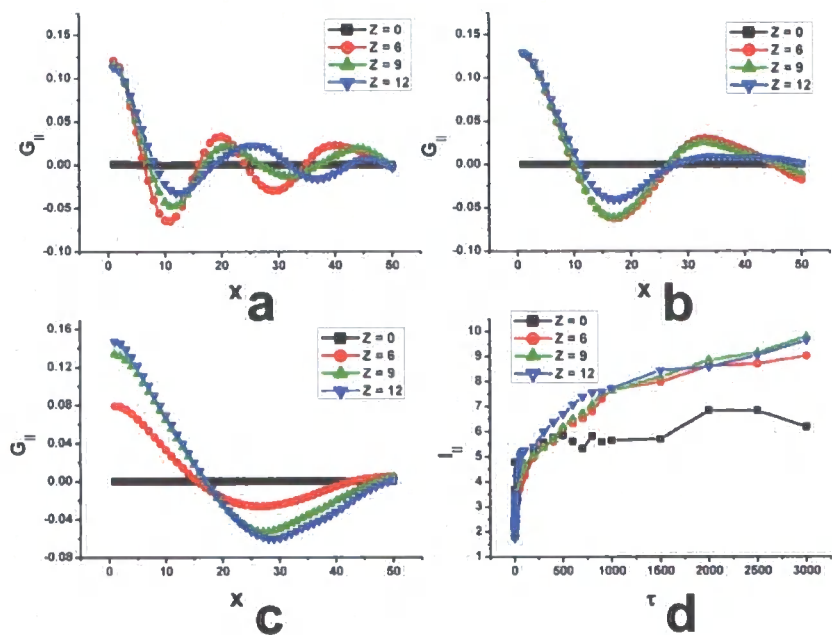 G_II
0.15
0.10
0.05
0.00
-0.05
-0.10
0
10
20
30
40
50
x
Z = 0
Z = 6
Z = 9
Z = 12
a
G_II
0.15
0.10
0.05
0.00
-0.05
-0.10
0
10
20
30
40
50
x
Z = 0
Z = 6
Z = 9
Z = 12
b
G_II
0.16
0.12
0.08
0.04
0.00
-0.04
-0.08
0
10
20
30
40
50
x
Z = 0
Z = 6
Z = 9
Z = 12
c
I_II
10
9
8
7
6
5
4
3
2
1
0
500
1000
1500
2000
2500
3000
τ
Z = 0
Z = 6
Z = 9
Z = 12
d